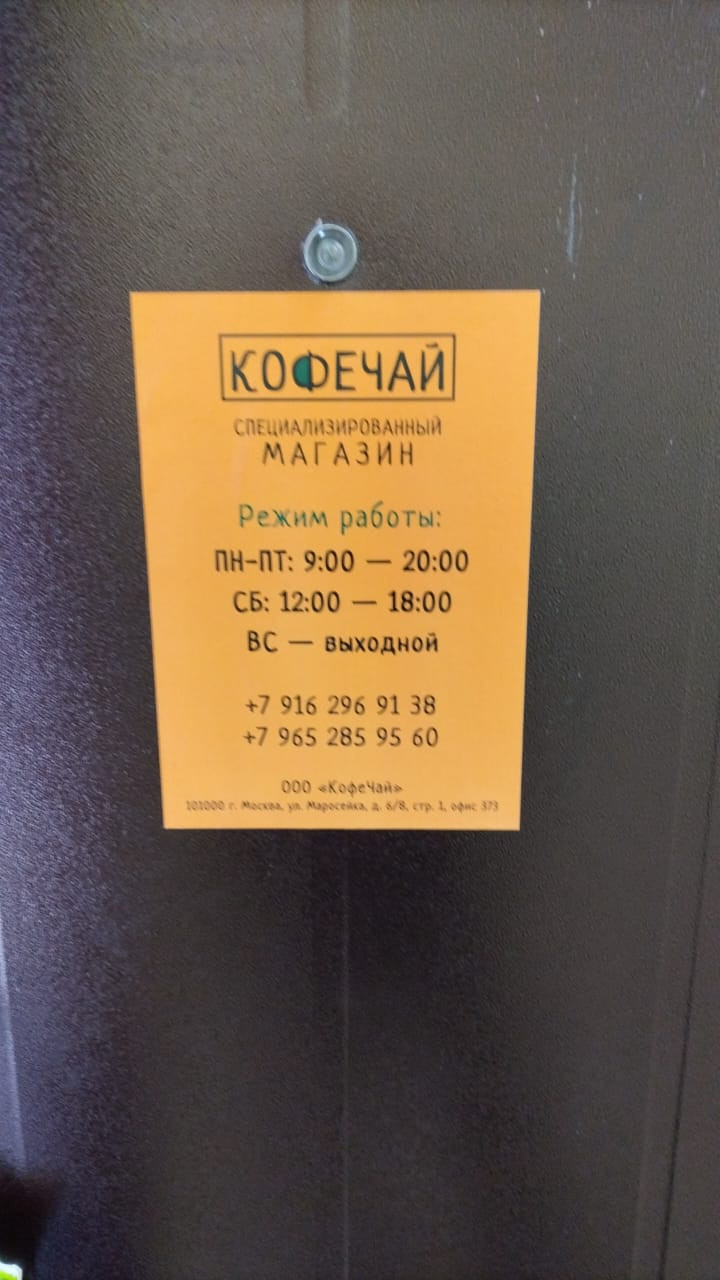 КОФЕЧАЙ
СПЕЦИАЛИЗИРОВАННЫЙ
МАГАЗИН
Режим работы:
ПН-ПТ: 9:00 — 20:00
СБ: 12:00 — 18:00
ВС — выходной
+7 916 296 91 38
+7 965 285 95 60
ООО «КофеЧай»
101000 г. Москва, ул. Маросейка, д. 6/8, стр. 1, офис 373